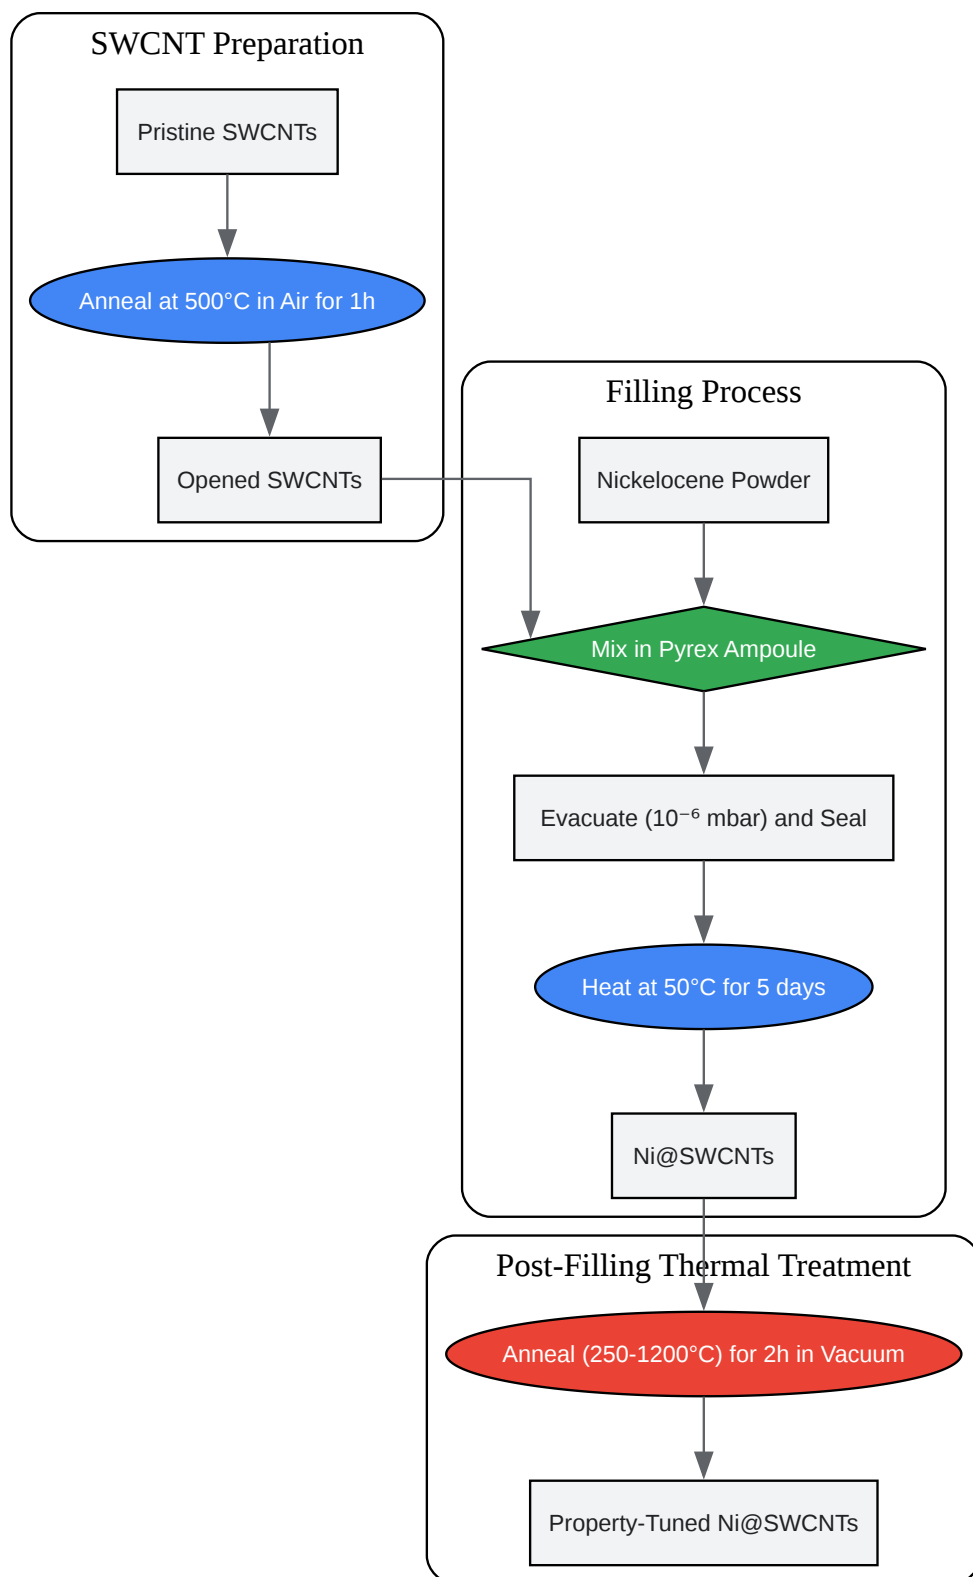 SWCNT Preparation
Pristine SWCNTs
Anneal at 500°C in Air for 1h
Opened SWCNTs
Filling Process
Nickelocene Powder
Mix in Pyrex Ampoule
Evacuate (10⁻⁶ mbar) and Seal
Heat at 50°C for 5 days
Ni@SWCNTs
Post-Filling Thermal Treatment
Anneal (250-1200°C) for 2h in Vacuum
Property-Tuned Ni@SWCNTs